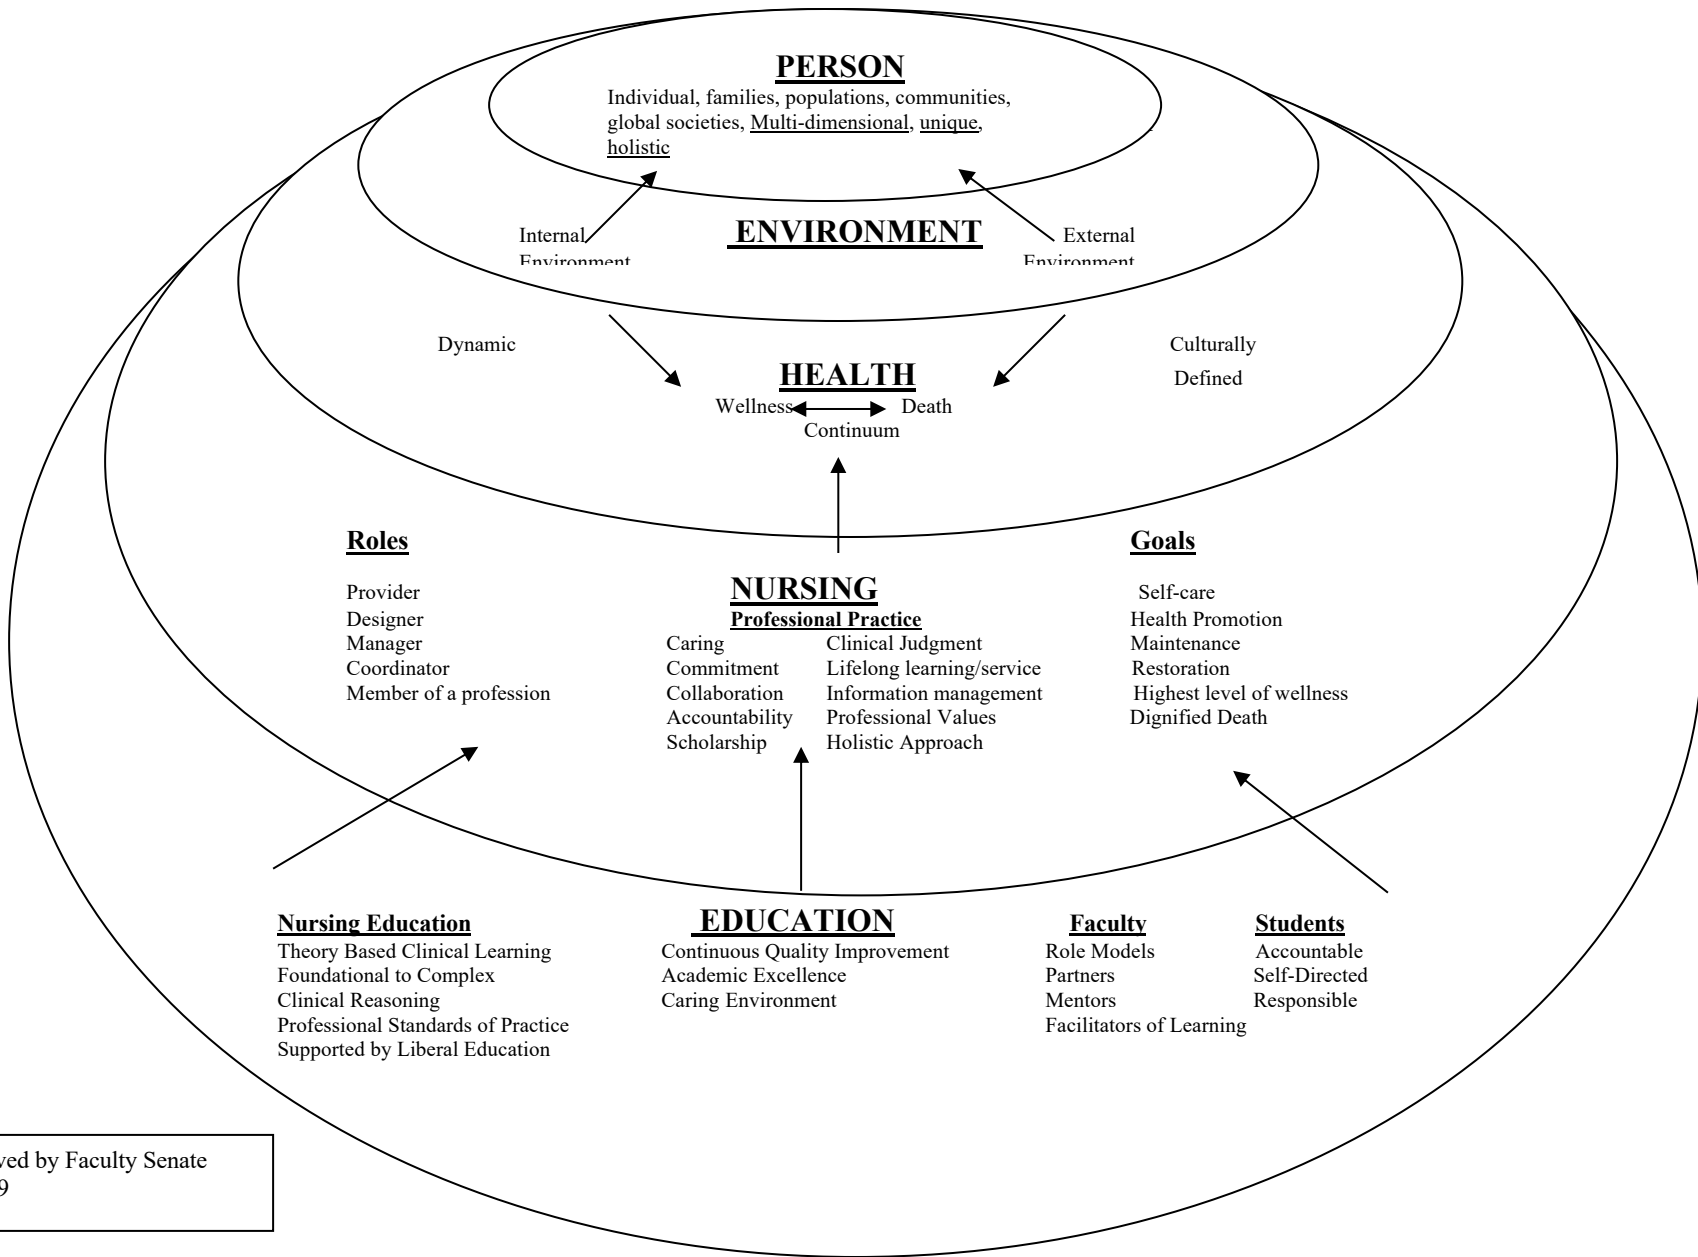 PERSON
Individual, families, populations, communities,
global societies, Multi-dimensional, unique,
holistic
Internal
Environment
ENVIRONMENT
External
Environment
Dynamic
Culturally
Defined
HEALTH
Wellness Death
Continuum
Roles
Provider
Designer
Manager
Coordinator
Member of a profession
NURSING
Professional Practice
Caring
Commitment
Collaboration
Accountability
Scholarship
Clinical Judgment
Lifelong learning/service
Information management
Professional Values
Holistic Approach
Goals
Self-care
Health Promotion
Maintenance
Restoration
Highest level of wellness
Dignified Death
Nursing Education
Theory Based Clinical Learning
Foundational to Complex
Clinical Reasoning
Professional Standards of Practice
Supported by Liberal Education
EDUCATION
Continuous Quality Improvement
Academic Excellence
Caring Environment
Faculty
Role Models
Partners
Mentors
Facilitators of Learning
Students
Accountable
Self-Directed
Responsible
by Faculty Senate